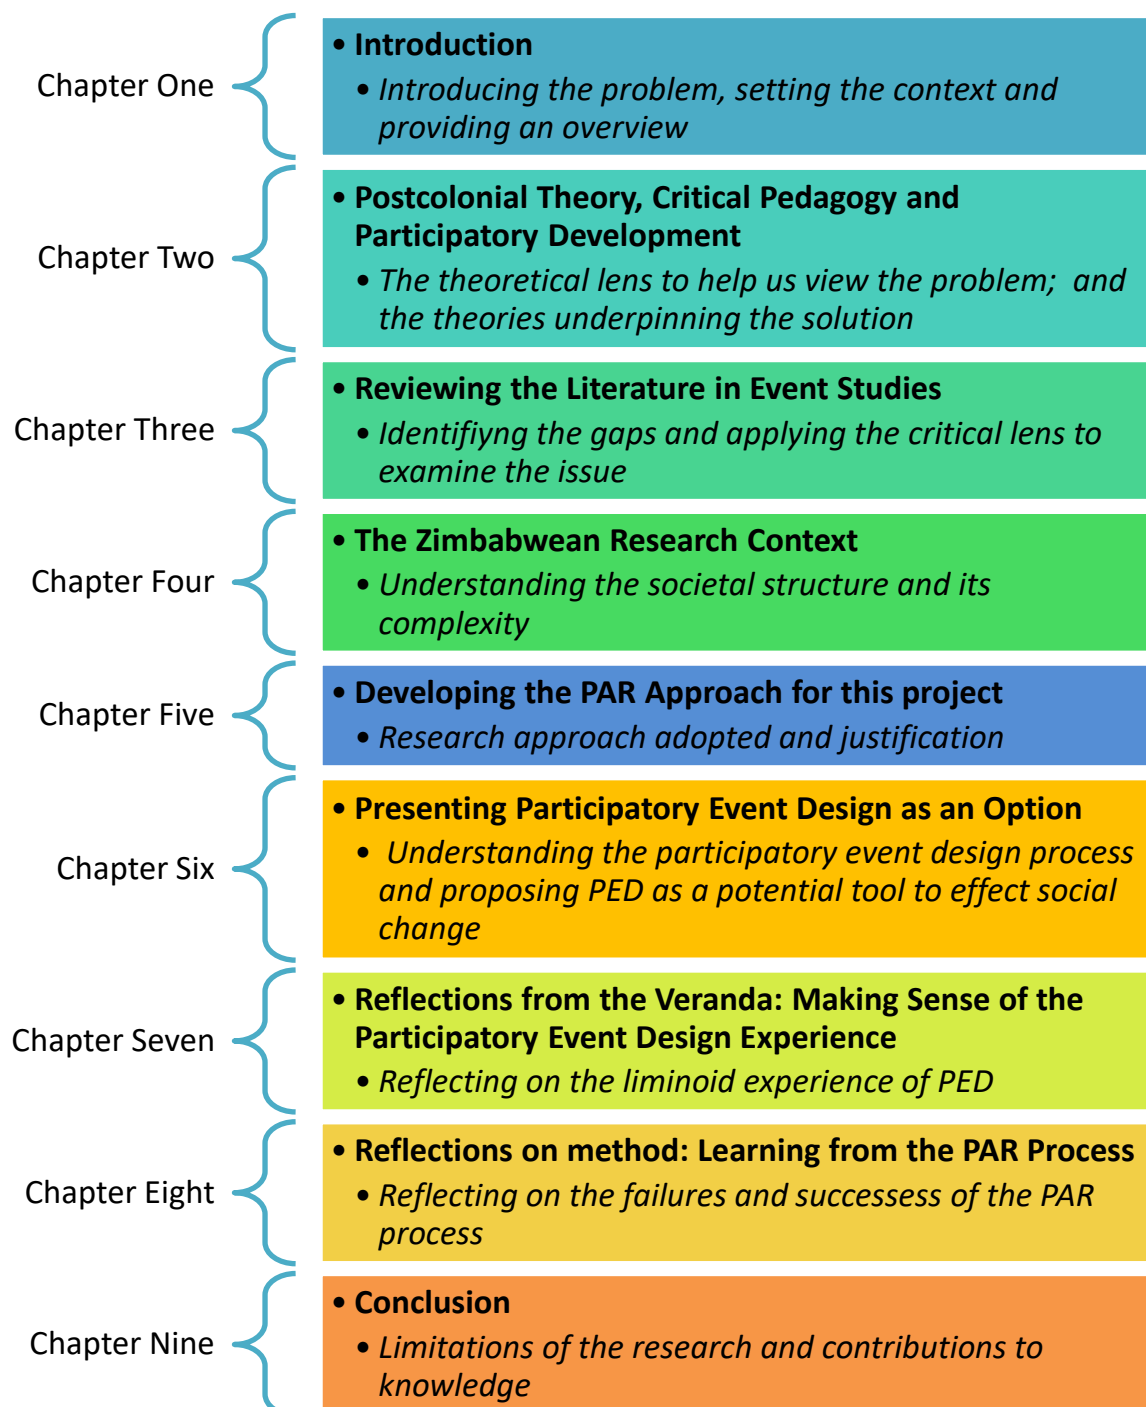 Chapter One
• Introduction
• Introducing the problem, setting the context and
providing an overview
Chapter Two
• Postcolonial Theory, Critical Pedagogy and
Participatory Development
• The theoretical lens to help us view the problem;  and
the theories underpinning the solution
Chapter Three
• Reviewing the Literature in Event Studies
• Identifiyng the gaps and applying the critical lens to
examine the issue
Chapter Four
• The Zimbabwean Research Context
• Understanding the societal structure and its
complexity
Chapter Five
• Developing the PAR Approach for this project
• Research approach adopted and justification
Chapter Six
• Presenting Participatory Event Design as an Option
• Understanding the participatory event design process
and proposing PED as a potential tool to effect social
change
Chapter Seven
• Reflections from the Veranda: Making Sense of the
Participatory Event Design Experience
• Reflecting on the liminoid experience of PED
Chapter Eight
• Reflections on method: Learning from the PAR Process
• Reflecting on the failures and successess of the PAR
process
Chapter Nine
• Conclusion
• Limitations of the research and contributions to
knowledge